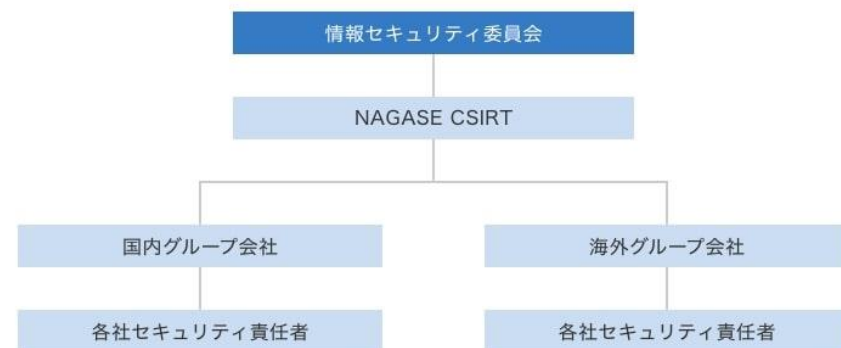 情報セキュリティ委員会
NAGASE CSIRT
国内グループ会社
海外グループ会社
各社セキュリティ責任者
各社セキュリティ責任者